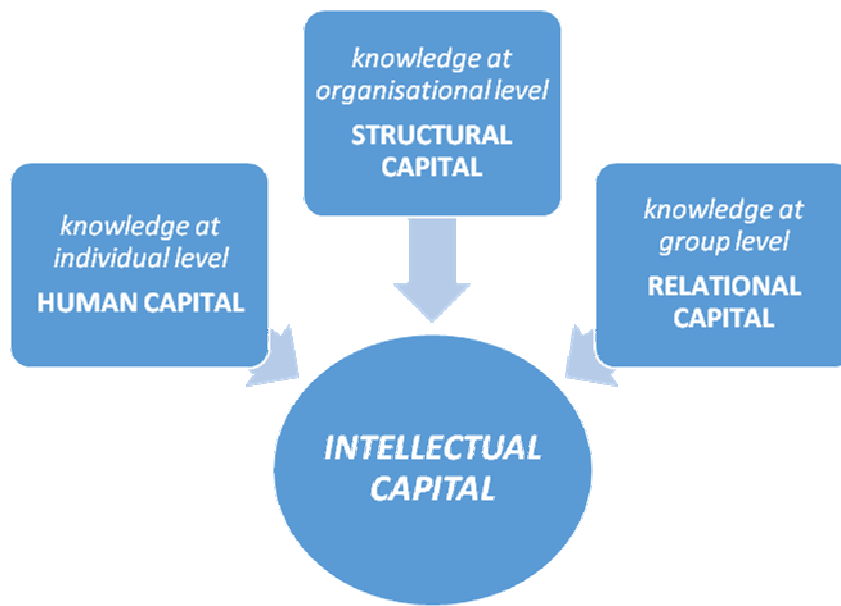 knowledge at
organisational level
STRUCTURAL
CAPITAL
knowledge at
individual level
HUMAN CAPITAL
knowledge at
group level
RELATIONAL
CAPITAL
INTELLECTUAL
CAPITAL